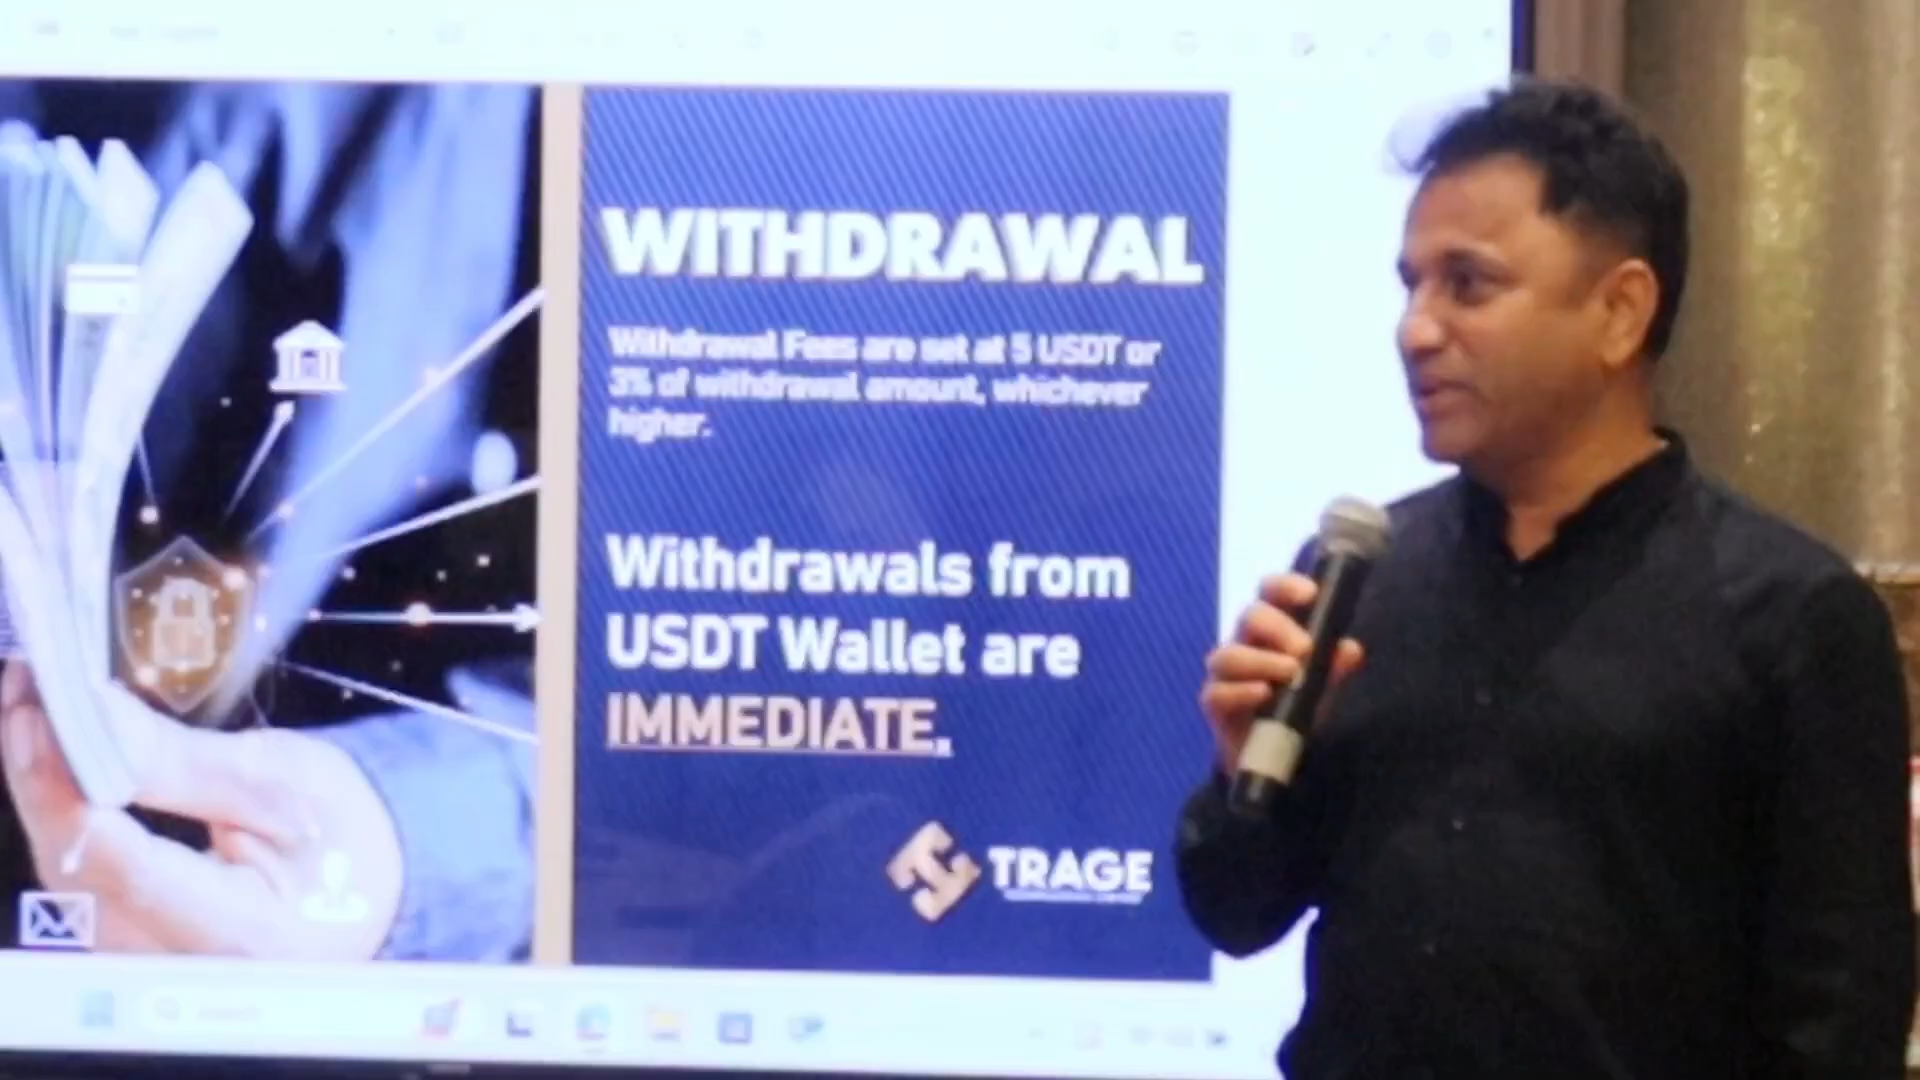 WITHDRAWAL
Withdrawal Fees are set at 5 USDT or
3% of withdrawal amount, whichever
higher.
Withdrawals from
USDT Wallet are
IMMEDIATE.
TRAGE